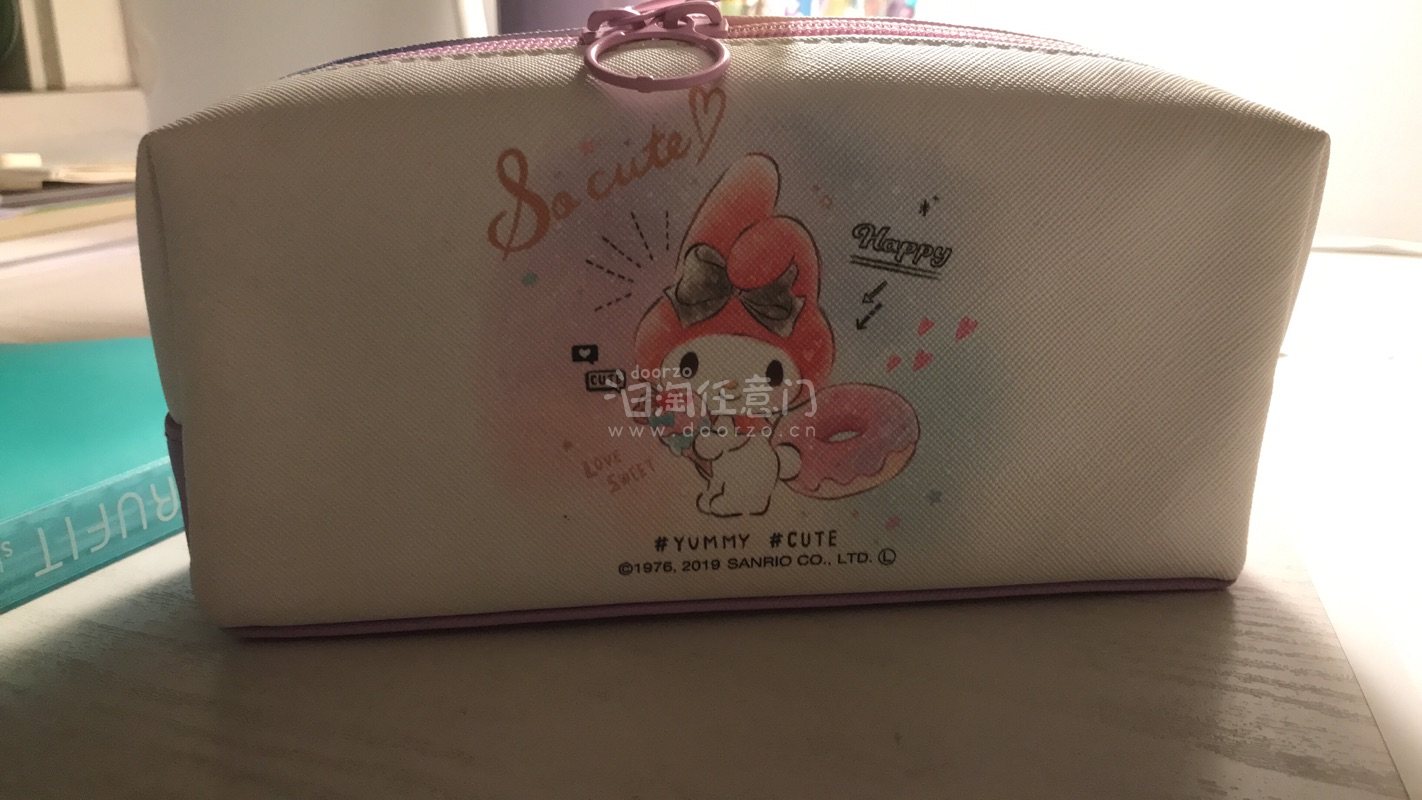 So cute
Happy
CUTE
doorzo
日淘任意门
www.doorzo.cn
LOVE
SWEET
#YUMMY #CUTE
©1976, 2019 SANRIO CO., LTD. Ⓛ
RUFIT
S